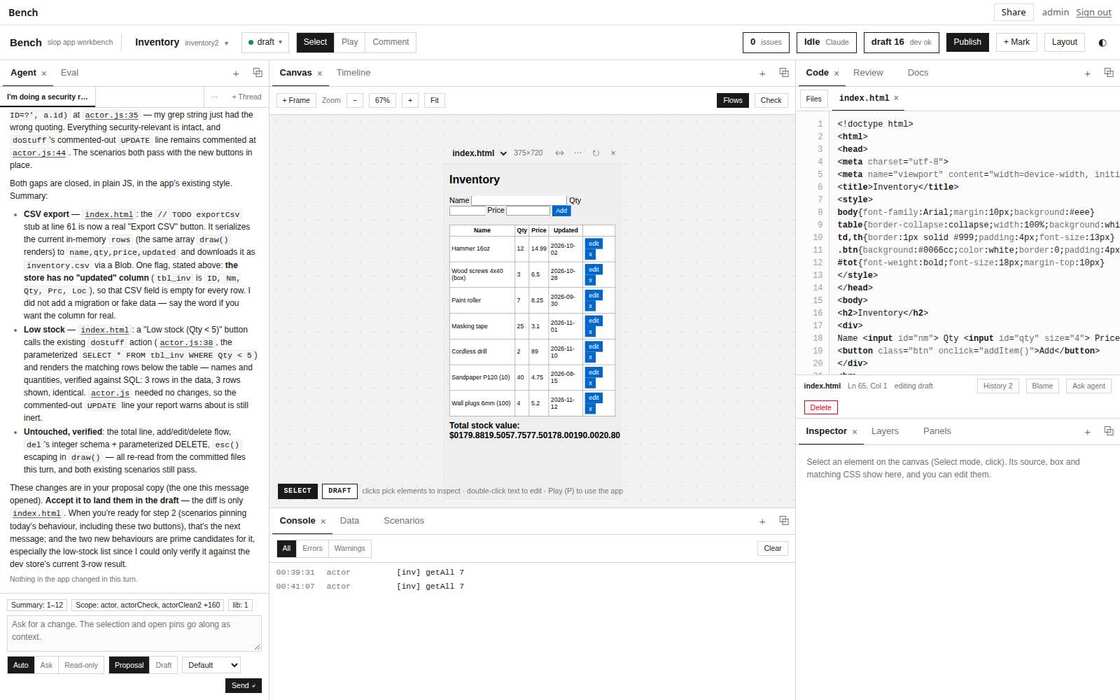 Bench
Share admin Sign out
Bench slop app workbench Inventory inventory2 ▾ draft ▾ Select Play Comment 0 issues Idle Claude draft 16 dev ok Publish + Mark Layout
Agent × Eval +
I'm doing a security r… ··· + Thread
ID=?', a.id) at actor.js:35 — my grep string just had the
wrong quoting. Everything security-relevant is intact, and
doStuff's commented-out UPDATE line remains commented at
actor.js:44. The scenarios both pass with the new buttons in
place.
Both gaps are closed, in plain JS, in the app's existing style.
Summary:
• CSV export — index.html: the // TODO exportCsv
stub at line 61 is now a real "Export CSV" button. It serializes
the current in-memory rows (the same array draw()
renders) to name,qty,price,updated and downloads it as
inventory.csv via a Blob. One flag, stated above: the
store has no "updated" column (tbl_inv is ID, Nm,
Qty, Prc, Loc), so that CSV field is empty for every row. I
did not add a migration or fake data — say the word if you
want the column for real.
• Low stock — index.html: a "Low stock (Qty < 5)" button
calls the existing doStuff action (actor.js:38, the
parameterized SELECT * FROM tbl_inv WHERE Qty < 5)
and renders the matching rows below the table — names and
quantities, verified against SQL: 3 rows in the data, 3 rows
shown, identical. actor.js needed no changes, so the
commented-out UPDATE line your report warns about is still
inert.
• Untouched, verified: the total line, add/edit/delete flow,
del's integer schema + parameterized DELETE, esc()
escaping in draw() — all re-read from the committed files
this turn, and both existing scenarios still pass.
These changes are in your proposal copy (the one this message
opened). Accept it to land them in the draft — the diff is only
index.html. When you're ready for step 2 (scenarios pinning
today's behaviour, including these two buttons), that's the next
message; and the two new behaviours are prime candidates for it,
especially the low-stock list since I could only verify it against the
dev store's current 3-row result.
Nothing in the app changed in this turn.
Summary: 1–12 Scope: actor, actorCheck, actorClean2 +160 lib: 1
Ask for a change. The selection and open pins go along as
context.
Auto Ask Read-only Proposal Draft Default
Send
Canvas × Timeline +
+ Frame Zoom − 67% + Fit Flows Check
index.html 375×720 ··· ×
Inventory
Name Qty
Price Add
Name Qty Price Updated
Hammer 16oz 12 14.99 2026-10-02 edit x
Wood screws 4x40 (box) 3 6.5 2026-10-28 edit x
Paint roller 7 8.25 2026-09-30 edit x
Masking tape 25 3.1 2026-11-01 edit x
Cordless drill 2 89 2026-11-10 edit x
Sandpaper P120 (10) 40 4.75 2026-08-15 edit x
Wall plugs 6mm (100) 4 5.2 2026-11-12 edit x
Total stock value:
$0179.8819.5057.7577.50178.00190.0020.80
SELECT DRAFT clicks pick elements to inspect · double-click text to edit · Play (P) to use the app
Console × Data Scenarios +
All Errors Warnings Clear
00:39:31 actor [inv] getAll 7
00:41:07 actor [inv] getAll 7
Code × Review Docs +
Files index.html ×
1 <!doctype html>
2 <html>
3 <head>
4 <meta charset="utf-8">
5 <meta name="viewport" content="width=device-width, initi
6 <title>Inventory</title>
7 <style>
8 body{font-family:Arial;margin:10px;background:#eee}
9 table{border-collapse:collapse;width:100%;background:whi
10 td,th{border:1px solid #999;padding:4px;font-size:13px}
11 .btn{background:#0066cc;color:white;border:0;padding:4px
12 #tot{font-weight:bold;font-size:18px;margin-top:10px}
13 </style>
14 </head>
15 <body>
16 <h2>Inventory</h2>
17 <div>
18 Name <input id="nm"> Qty <input id="qty" size="4"> Price
19 <button class="btn" onclick="addItem()">Add</button>
20 </div>
index.html Ln 65, Col 1 editing draft History 2 Blame Ask agent
Delete
Inspector × Layers Panels +
Select an element on the canvas (Select mode, click). Its source, box and
matching CSS show here, and you can edit them.